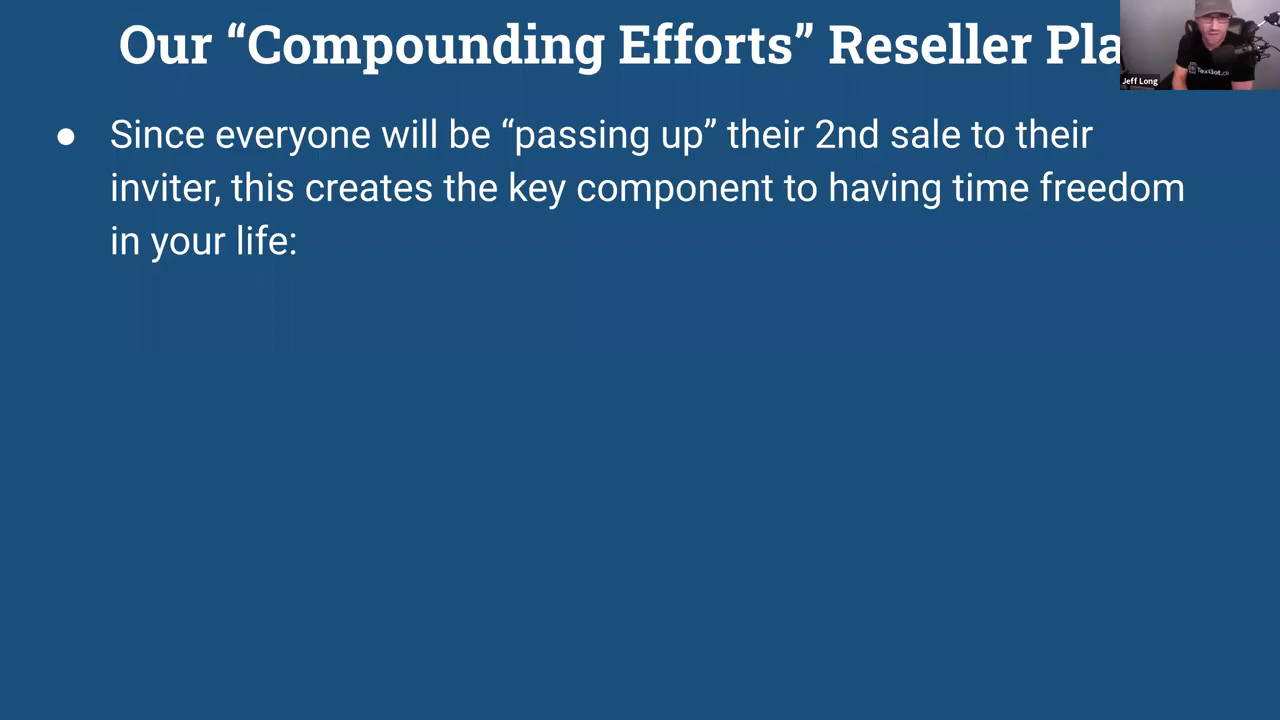 Our “Compounding Efforts” Reseller Pla
Jeff Long
● Since everyone will be “passing up” their 2nd sale to their
inviter, this creates the key component to having time freedom
in your life: